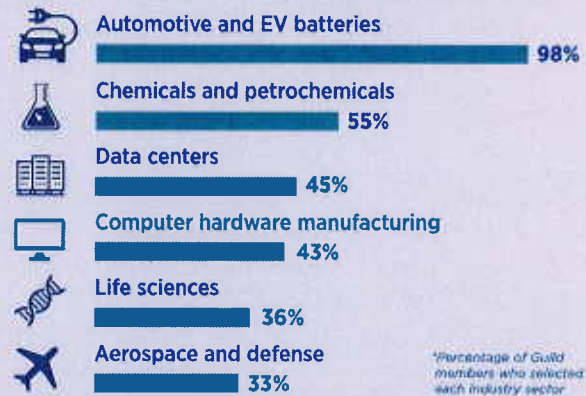 Automotive and EV batteries
98%
Chemicals and petrochemicals
55%
Data centers
45%
Computer hardware manufacturing
43%
Life sciences
36%
Aerospace and defense
33%
*Percentage of Guild
members who selected
each industry sector